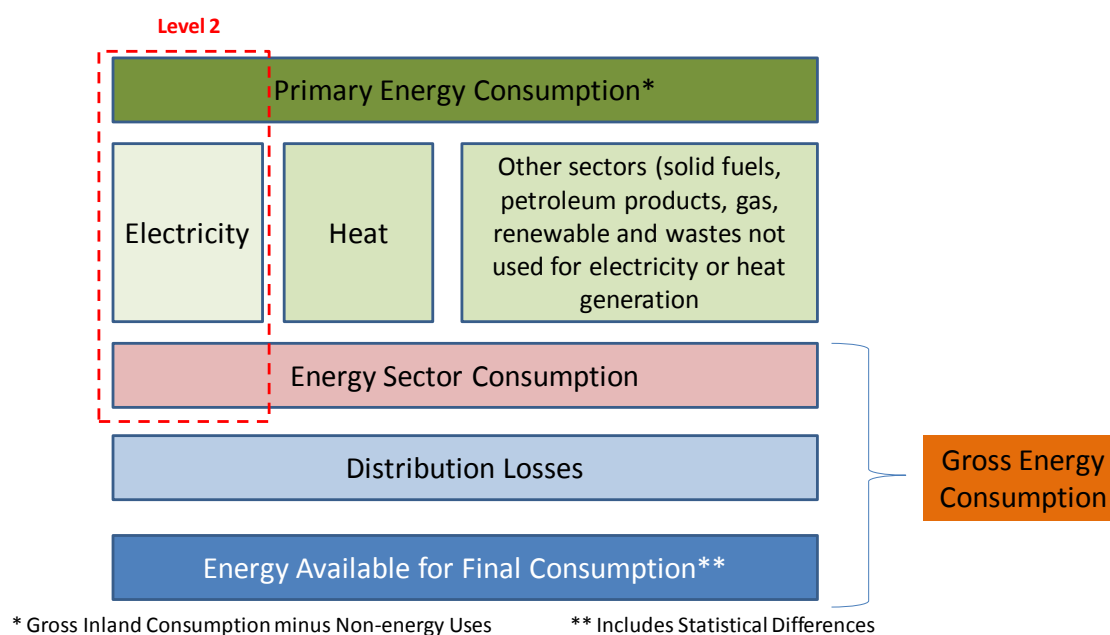 Level 2
Primary Energy Consumption*
Electricity
Heat
Other sectors (solid fuels,
petroleum products, gas,
renewable and wastes not
used for electricity or heat
generation
Energy Sector Consumption
Distribution Losses
Gross Energy
Consumption
Energy Available for Final Consumption**
* Gross Inland Consumption minus Non-energy Uses
** Includes Statistical Differences